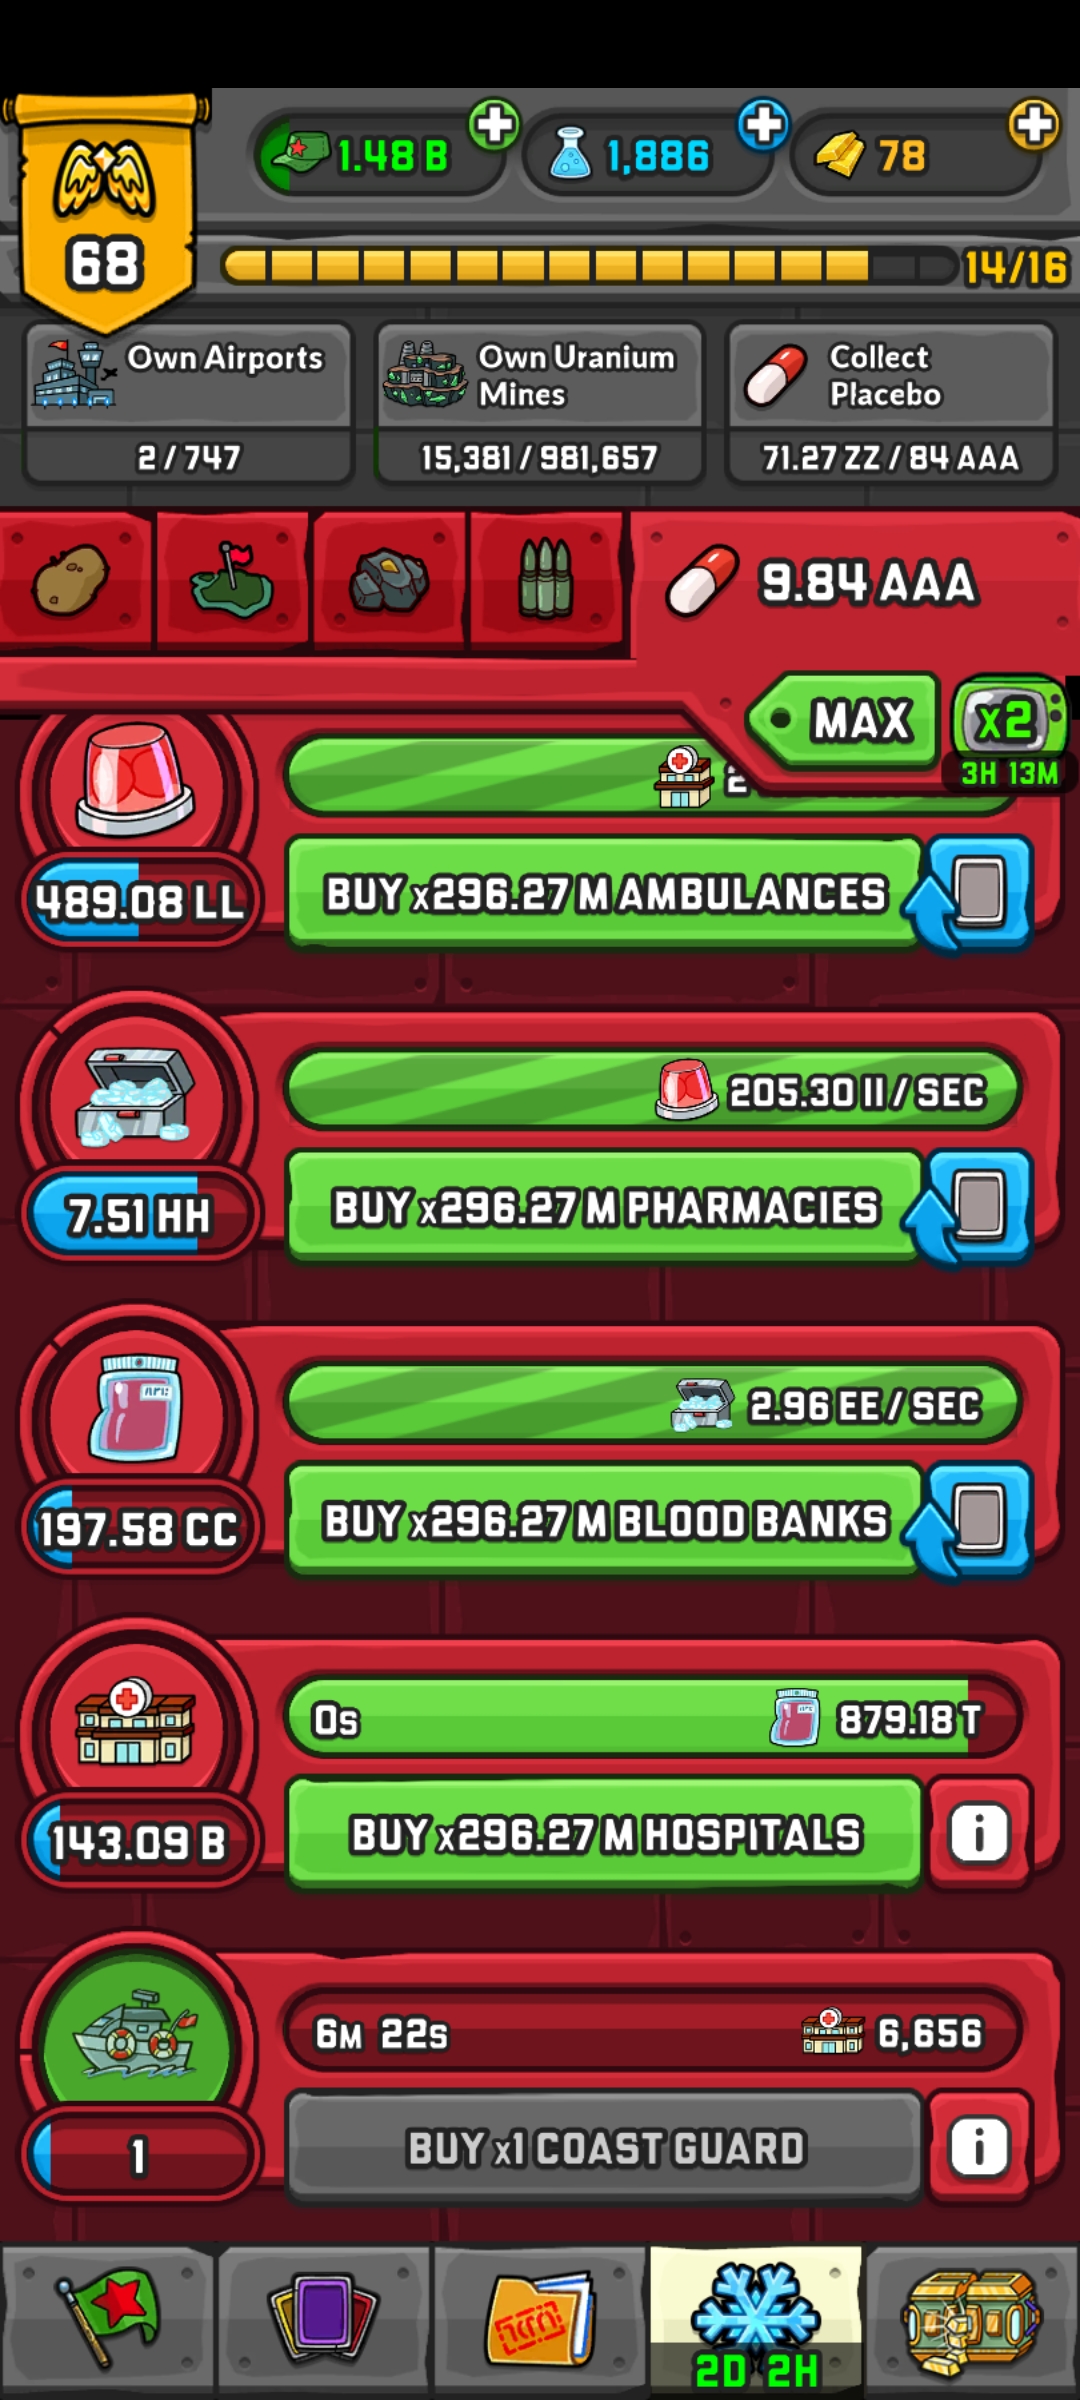 1.48 B
1,886
78
68
14/16
Own Airports
2 / 747
Own Uranium
Mines
15,381 / 981,657
Collect
Placebo
71.27 ZZ / 84 AAA
9.84 AAA
MAX
x2
3H 13M
2
489.08 LL
BUY x296.27 M AMBULANCES
205.30 II / SEC
7.51 HH
BUY x296.27 M PHARMACIES
2.96 EE / SEC
197.58 CC
BUY x296.27 M BLOOD BANKS
0s
879.18 T
143.09 B
BUY x296.27 M HOSPITALS
i
6M 22s
6,656
1
BUY x1 COAST GUARD
i
2D 2H